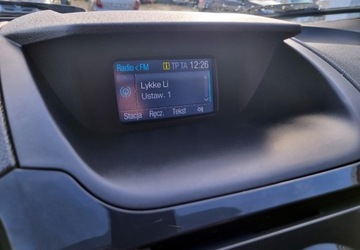 Radio < FM TP TA 12:26
Lykke Li
Ustaw. 1
Stacja Ręcz. Tekst